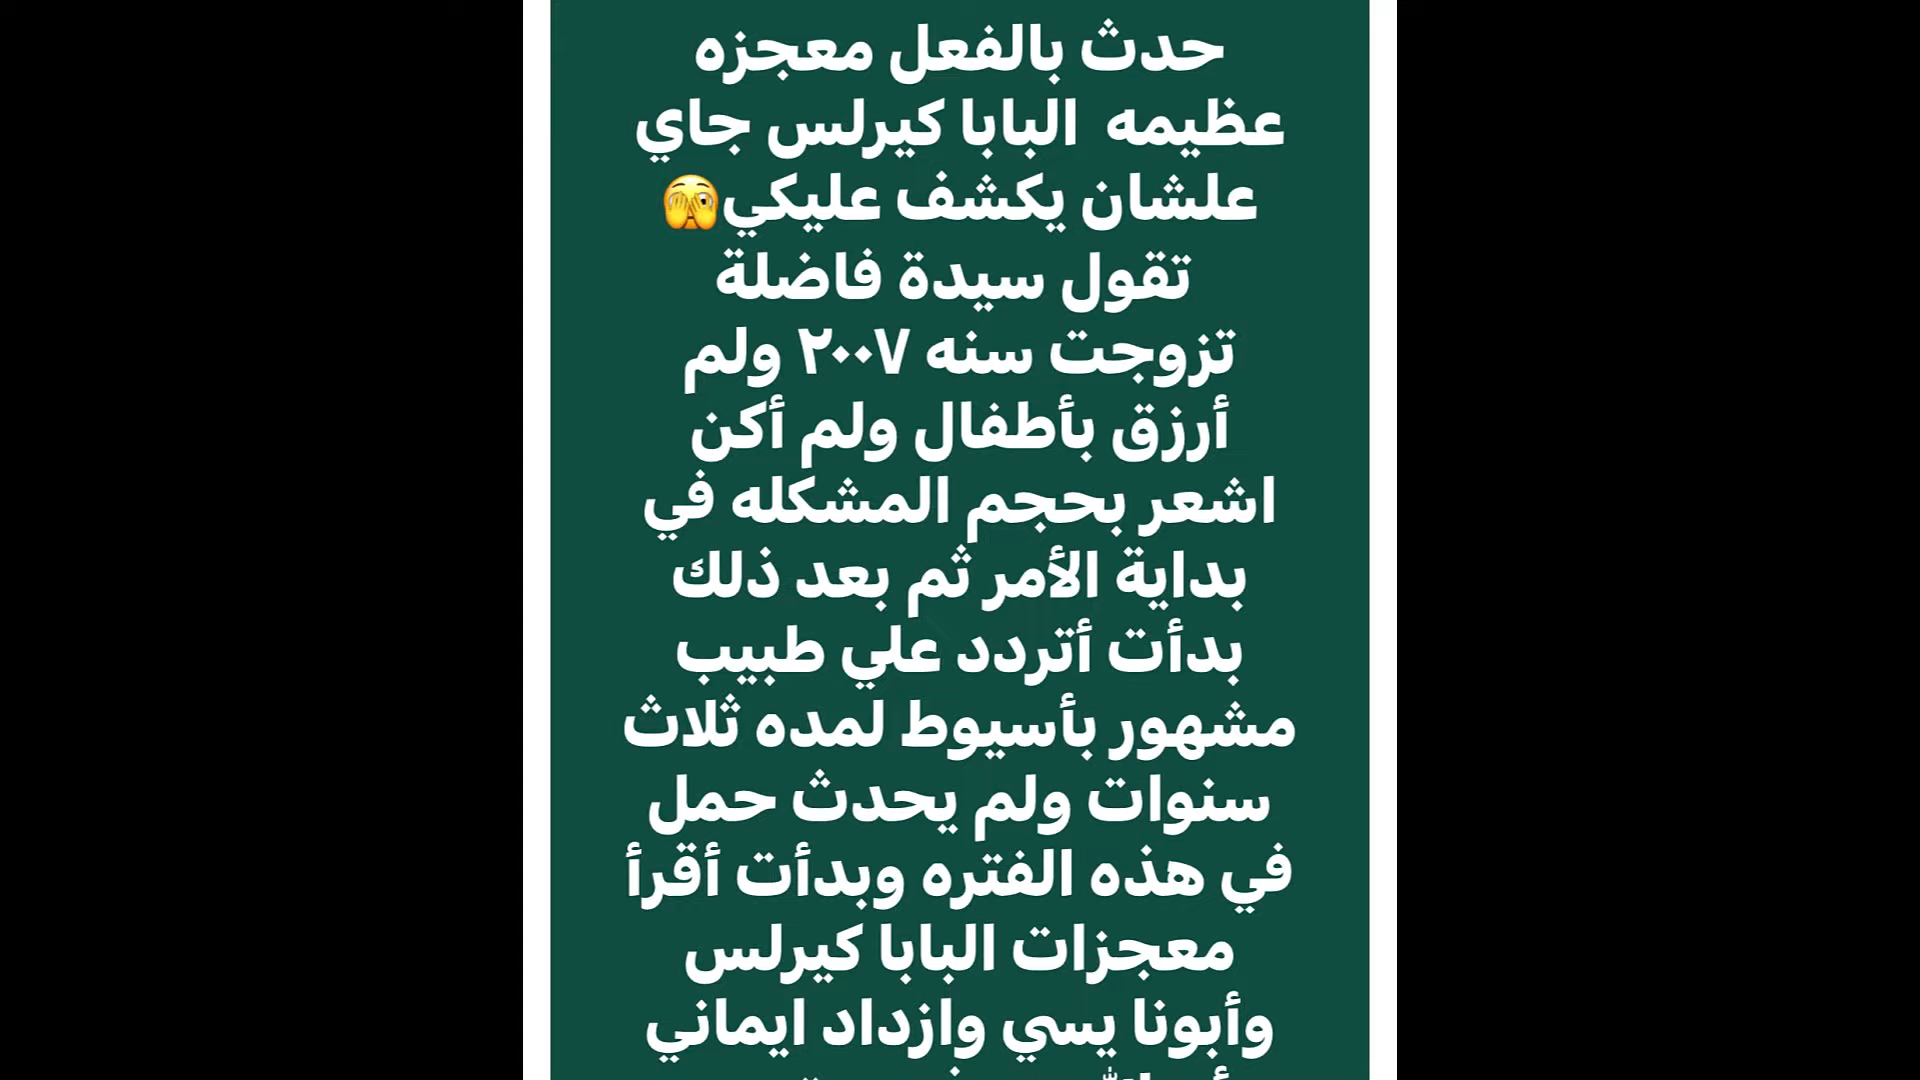 حدث بالفعل معجزه
عظيمه البابا كيرلس جاي
علشان يكشف عليكي🫣
تقول سيدة فاضلة
تزوجت سنه ٢٠٠٧ ولم
أرزق بأطفال ولم أكن
اشعر بحجم المشكله في
بداية الأمر ثم بعد ذلك
بدأت أتردد علي طبيب
مشهور بأسيوط لمده ثلاث
سنوات ولم يحدث حمل
في هذه الفتره وبدأت أقرأ
معجزات البابا كيرلس
وأبونا يسي وازداد ايماني